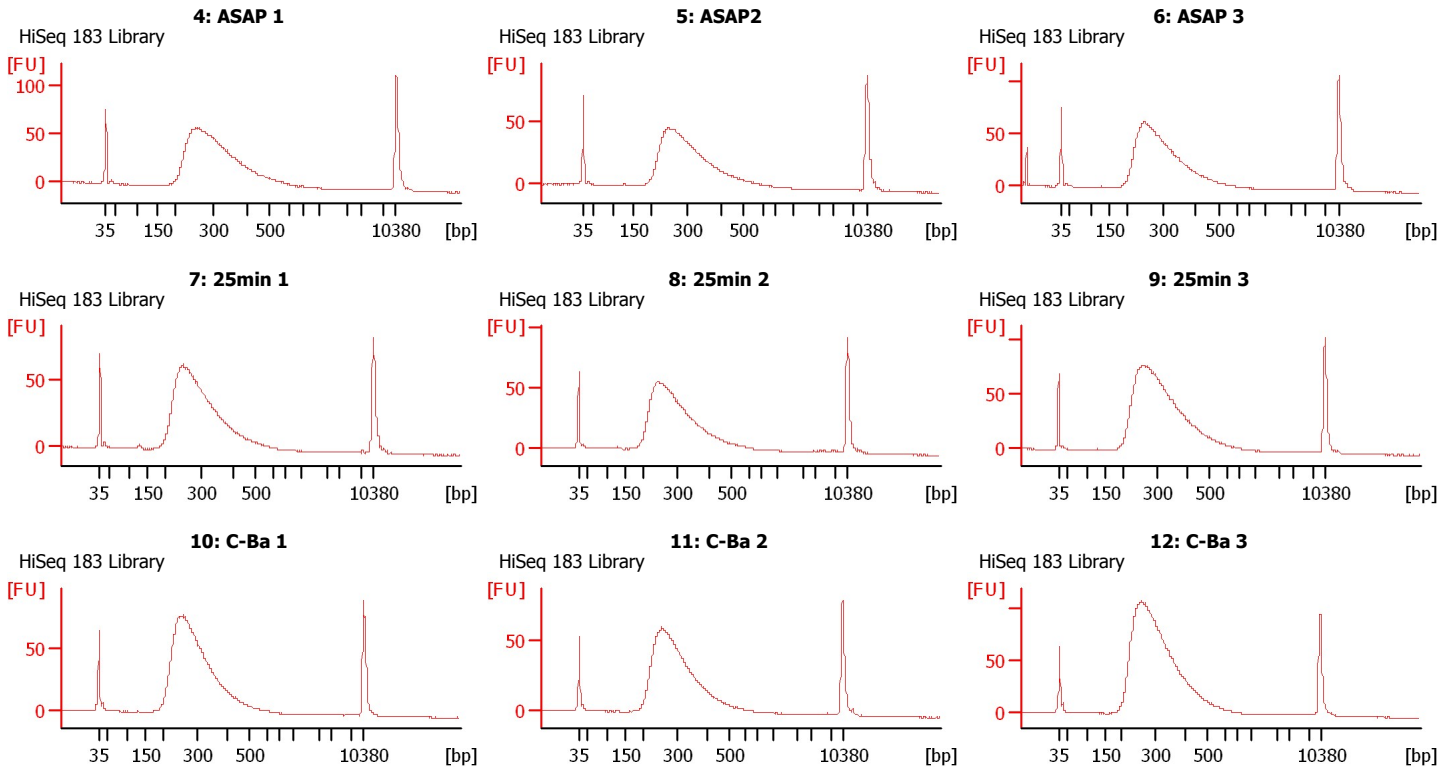 4: ASAP 1
HiSeq 183 Library
[FU]
100
50
0
35 150 300 500 10380 [bp]
5: ASAP2
HiSeq 183 Library
[FU]
50
0
35 150 300 500 10380 [bp]
6: ASAP 3
HiSeq 183 Library
[FU]
50
0
35 150 300 500 10380 [bp]
7: 25min 1
HiSeq 183 Library
[FU]
50
0
35 150 300 500 10380 [bp]
8: 25min 2
HiSeq 183 Library
[FU]
50
0
35 150 300 500 10380 [bp]
9: 25min 3
HiSeq 183 Library
[FU]
50
0
35 150 300 500 10380 [bp]
10: C-Ba 1
HiSeq 183 Library
[FU]
50
0
35 150 300 500 10380 [bp]
11: C-Ba 2
HiSeq 183 Library
[FU]
50
0
35 150 300 500 10380 [bp]
12: C-Ba 3
HiSeq 183 Library
[FU]
50
0
35 150 300 500 10380 [bp]